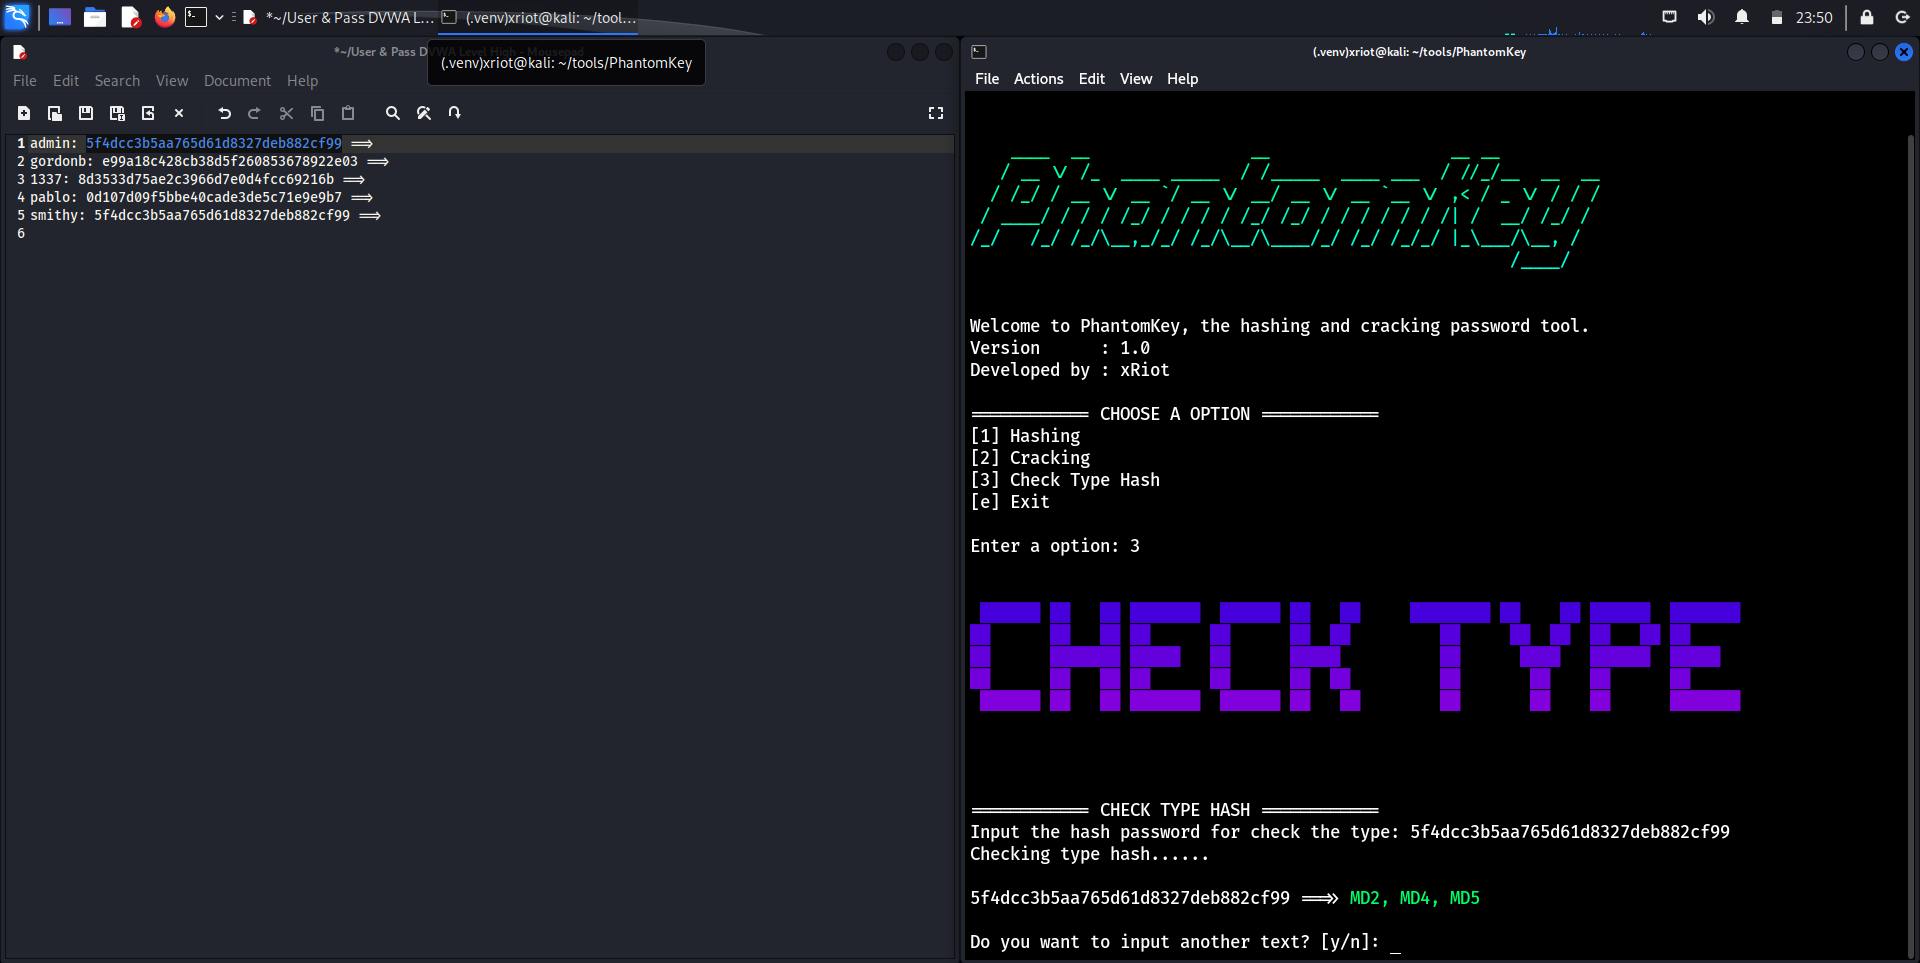 *~/User & Pass DVWA L...
(.venv)xriot@kali: ~/tool...
23:50
*~/User & Pass DVWA Level High - Mousepad
(.venv)xriot@kali: ~/tools/PhantomKey
File Edit Search View Document Help
1 admin: 5f4dcc3b5aa765d61d8327deb882cf99 ==>
2 gordonb: e99a18c428cb38d5f260853678922e03 ==>
3 1337: 8d3533d75ae2c3966d7e0d4fcc69216b ==>
4 pablo: 0d107d09f5bbe40cade3de5c71e9e9b7 ==>
5 smithy: 5f4dcc3b5aa765d61d8327deb882cf99 ==>
6
(.venv)xriot@kali: ~/tools/PhantomKey
File Actions Edit View Help
PhantomKey
Welcome to PhantomKey, the hashing and cracking password tool.
Version : 1.0
Developed by : xRiot
============ CHOOSE A OPTION ============
[1] Hashing
[2] Cracking
[3] Check Type Hash
[e] Exit
Enter a option: 3
CHECK TYPE
============ CHECK TYPE HASH ============
Input the hash password for check the type: 5f4dcc3b5aa765d61d8327deb882cf99
Checking type hash......
5f4dcc3b5aa765d61d8327deb882cf99 ===>> MD2, MD4, MD5
Do you want to input another text? [y/n]: _